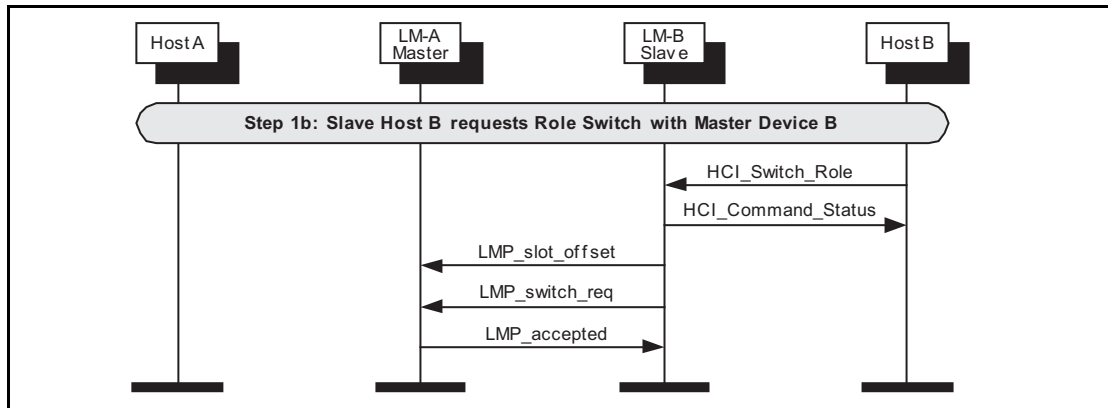 Host A
LM-A
Master
LM-B
Slave
Host B
Step 1b: Slave Host B requests Role Switch with Master Device B
HCI_Switch_Role
HCI_Command_Status
LMP_slot_offset
LMP_switch_req
LMP_accepted